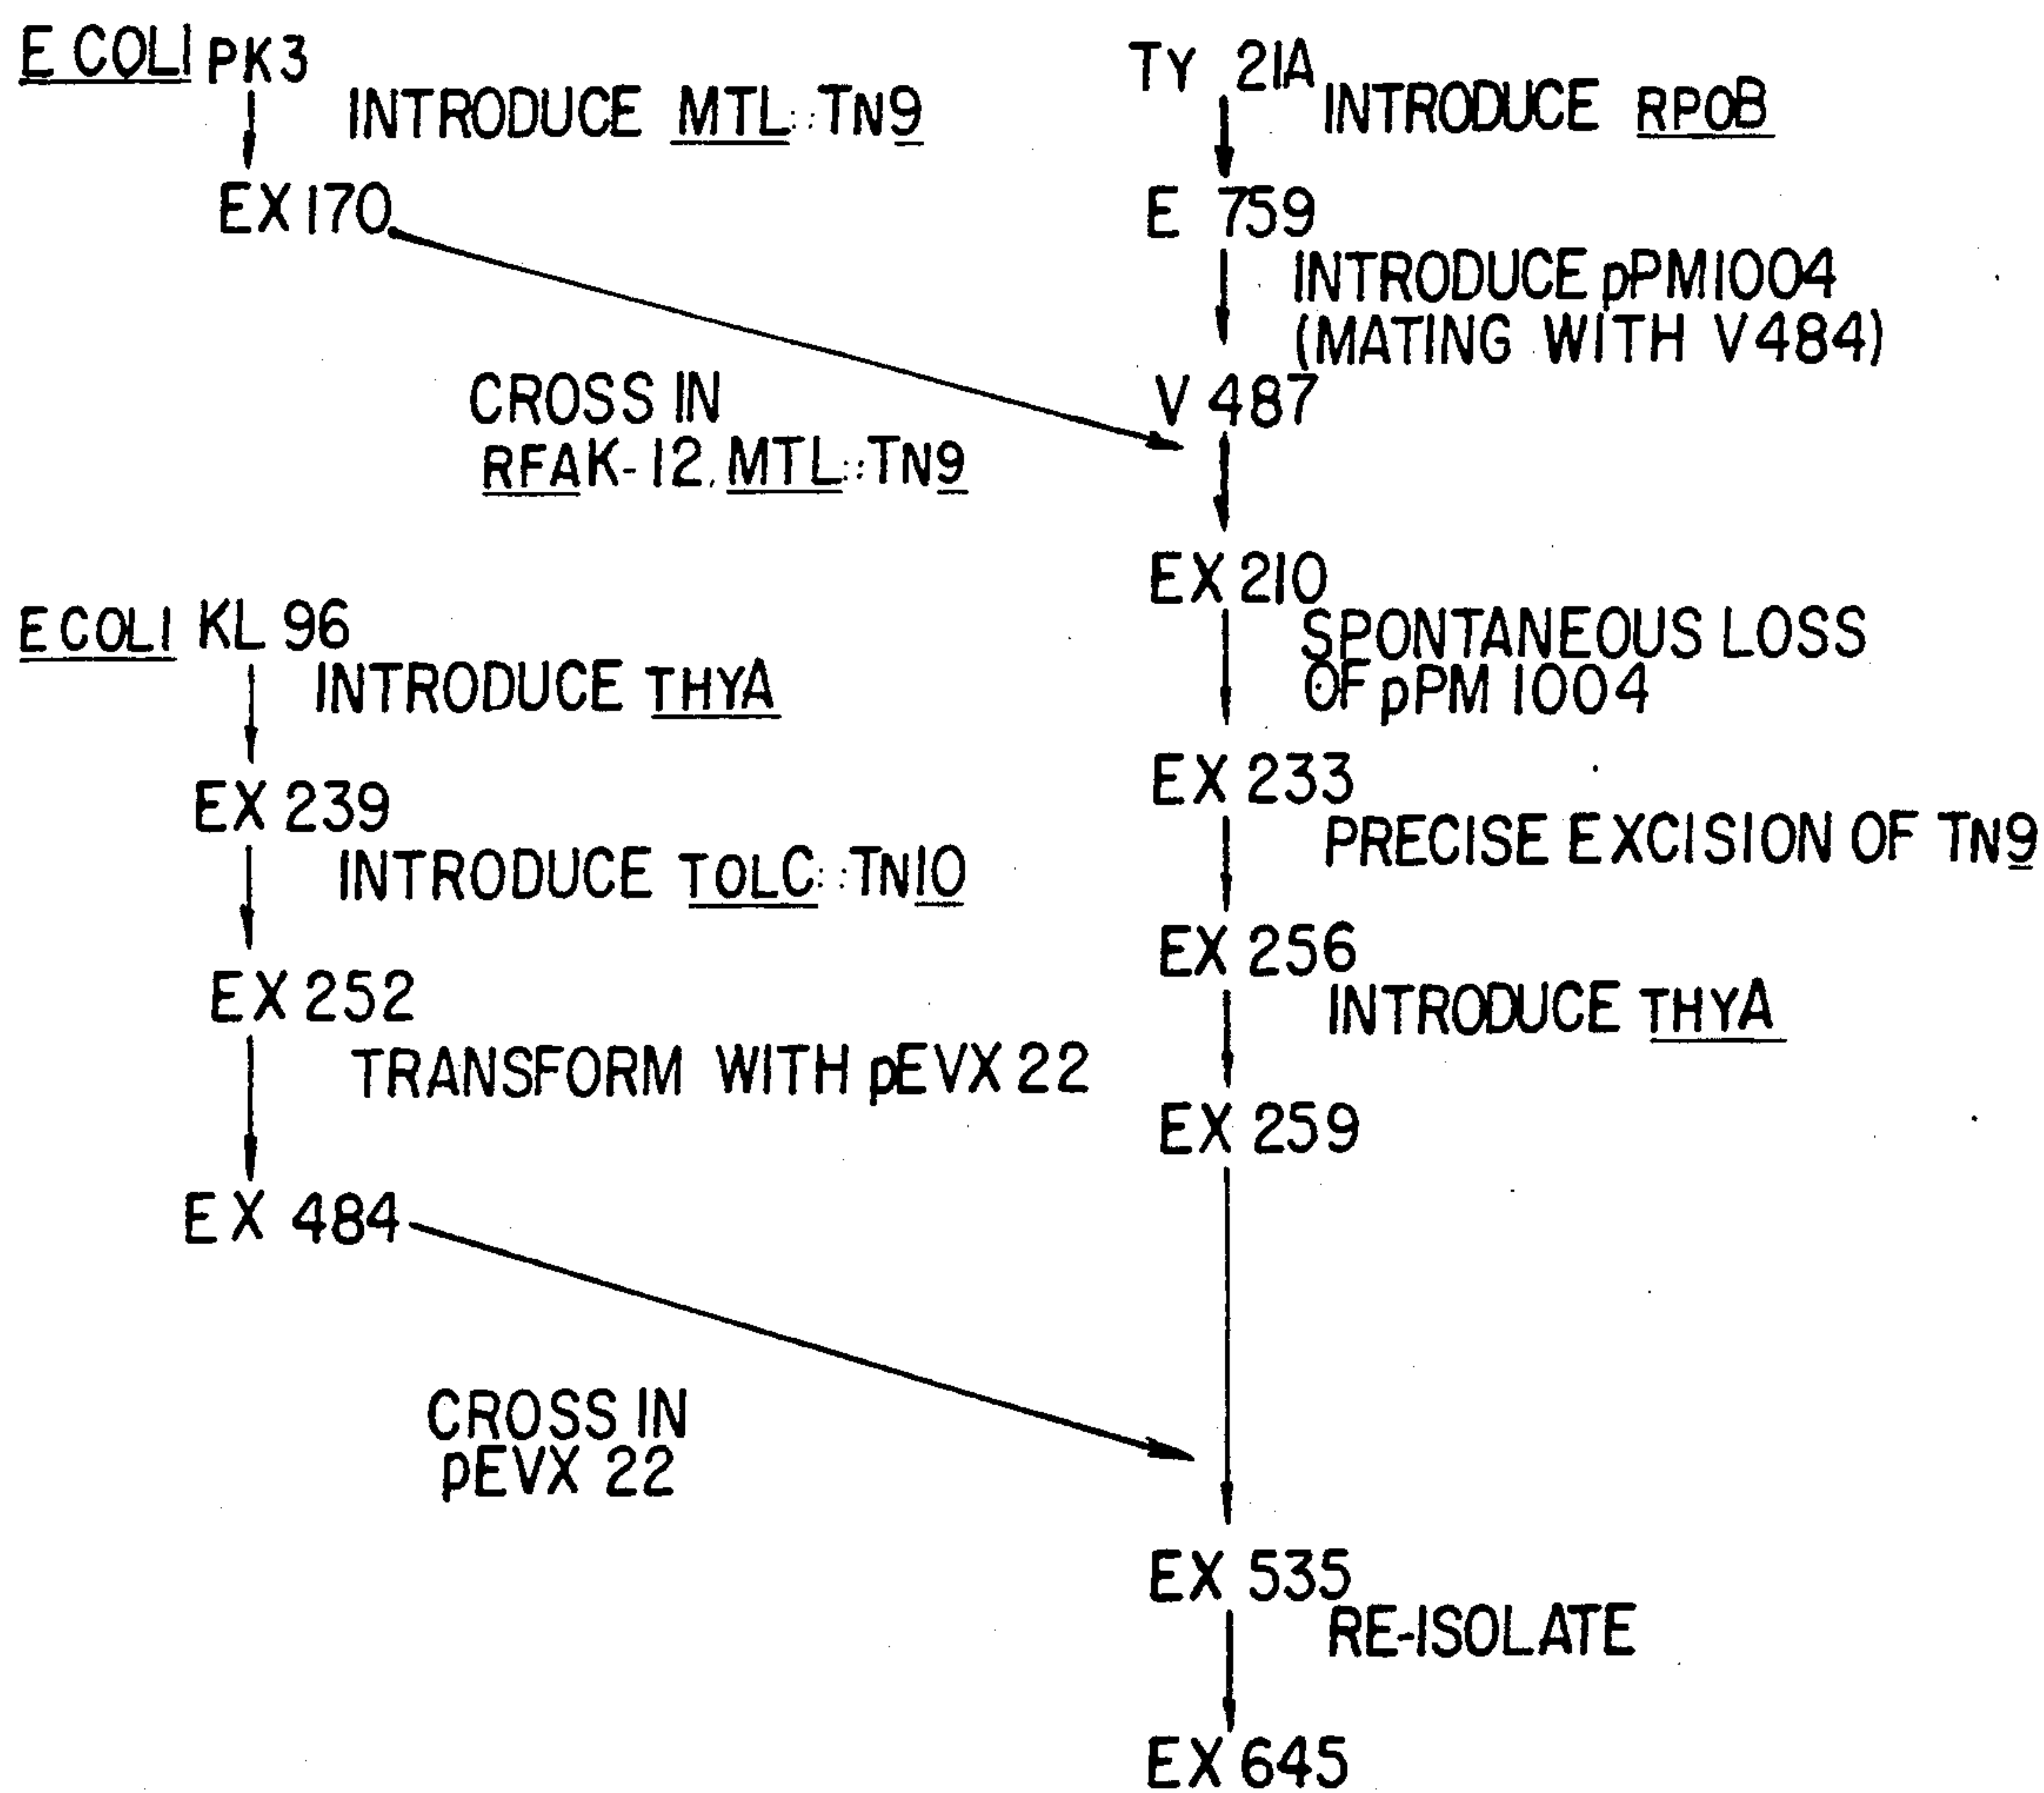 E COLI PK3
INTRODUCE MTL::TN9
EX 170
CROSS IN
RFAK-12, MTL::TN9
E COLI KL 96
INTRODUCE THYA
EX 239
INTRODUCE TOLC::TN10
EX 252
TRANSFORM WITH pEVX 22
EX 484
CROSS IN
pEVX 22
TY 21A
INTRODUCE RPOB
E 759
INTRODUCE pPM1004
(MATING WITH V484)
V 487
EX 210
SPONTANEOUS LOSS
OF pPM 1004
EX 233
PRECISE EXCISION OF TN9
EX 256
INTRODUCE THYA
EX 259
EX 535
RE-ISOLATE
EX 645